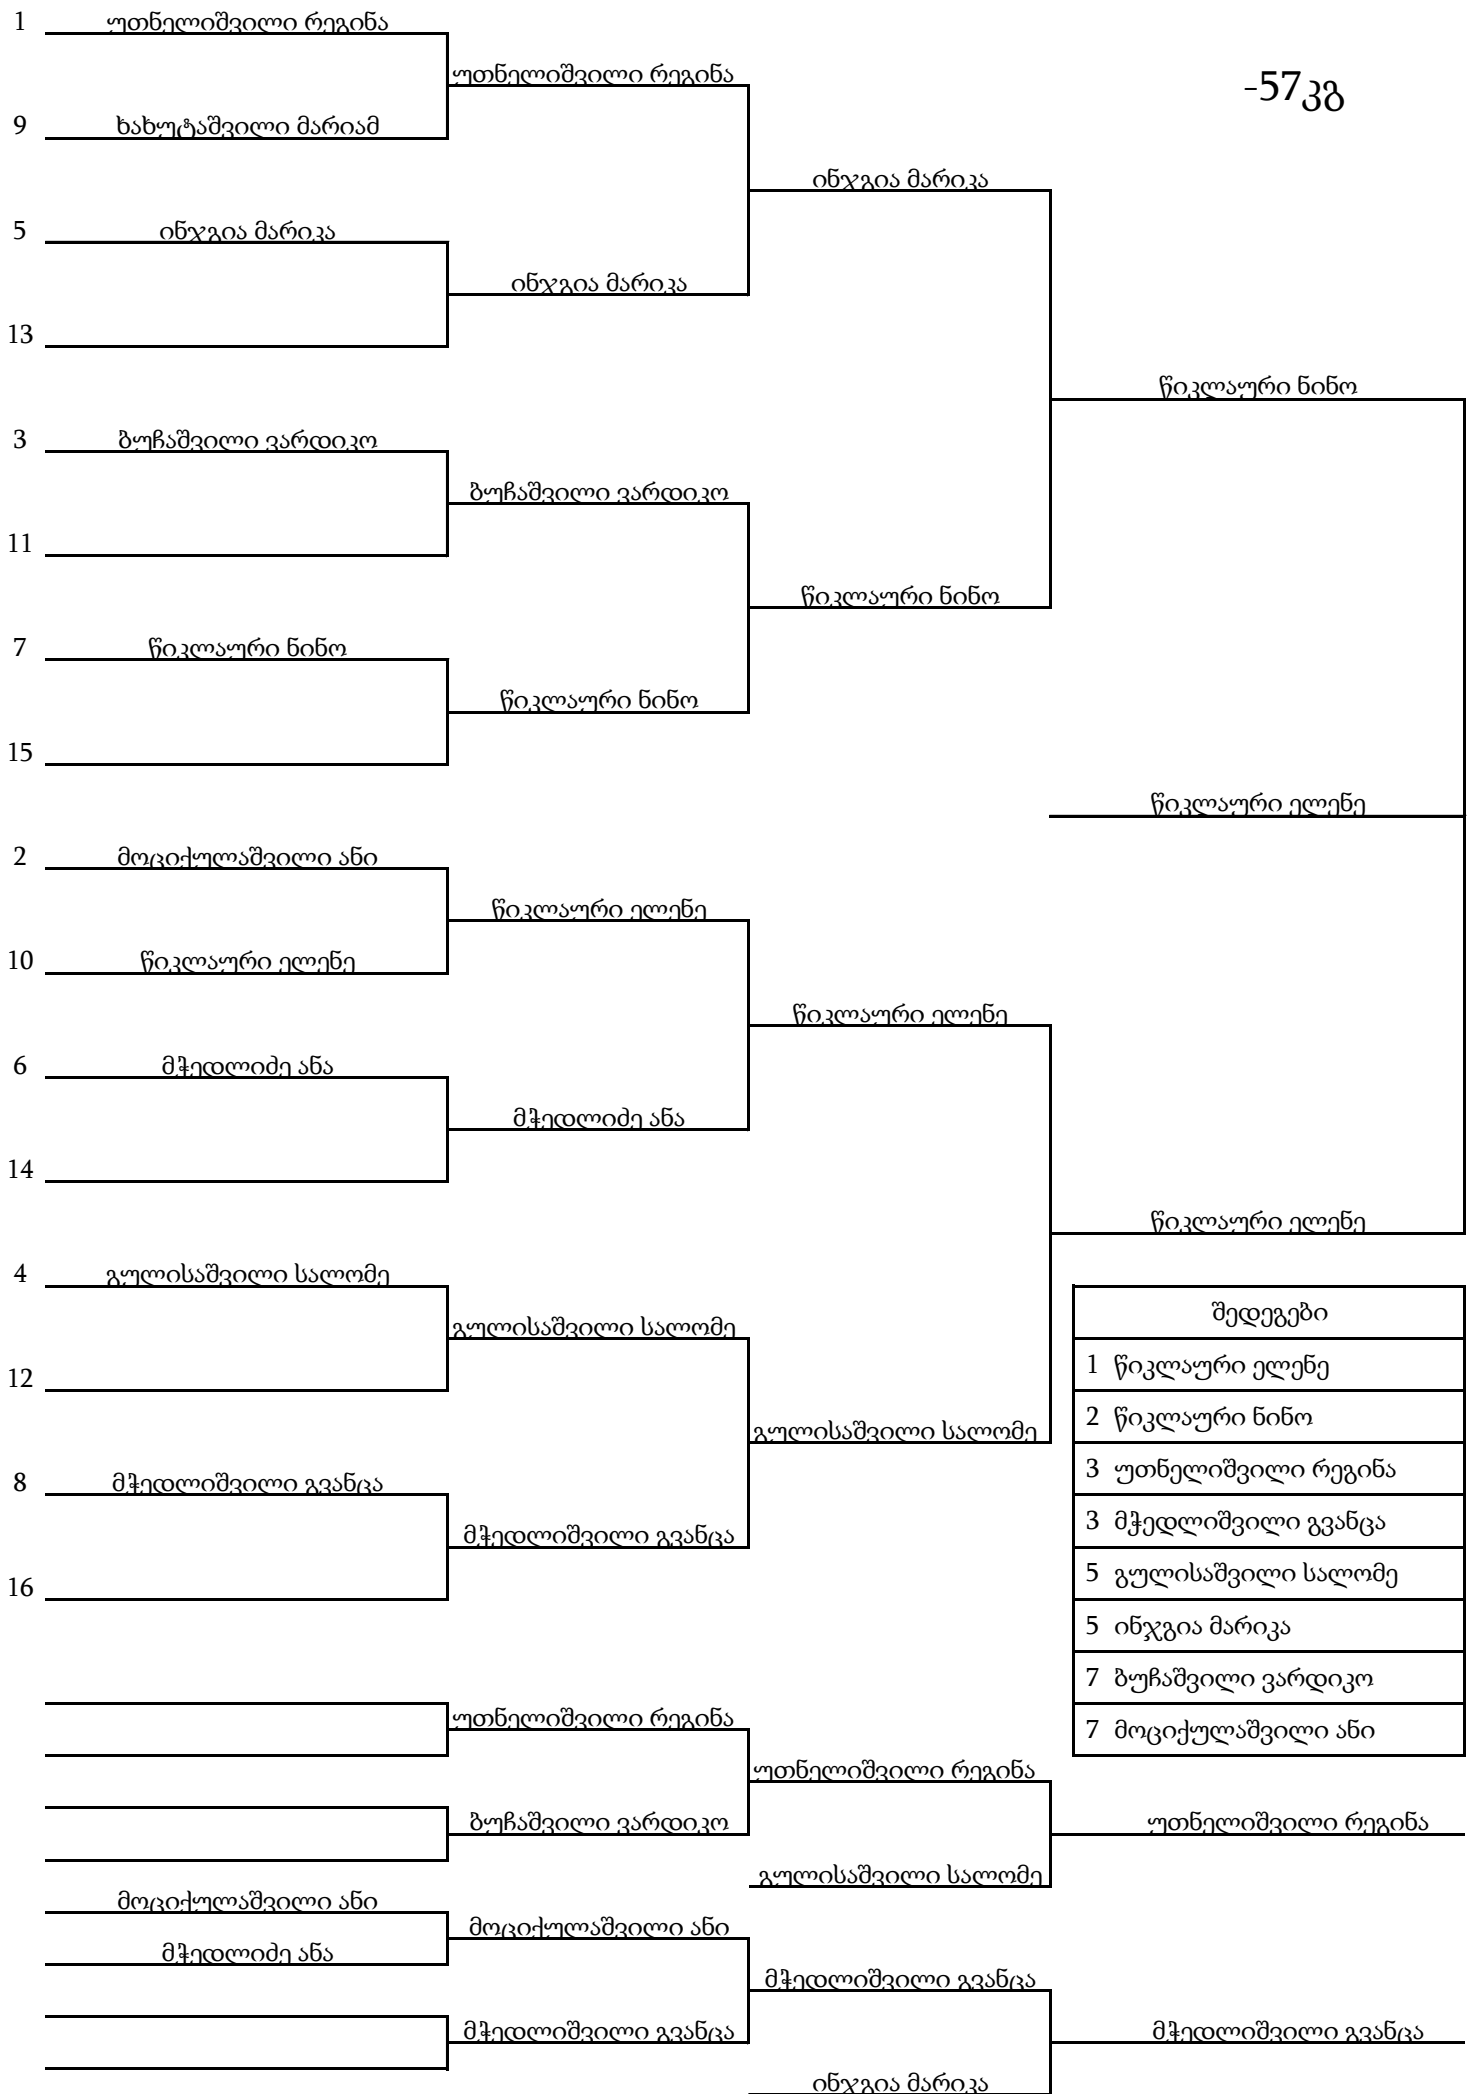 1 უთნელიშვილი რეგინა
უთნელიშვილი რეგინა
-57კგ
9 ხახუტაშვილი მარიამ
ინჯგია მარიკა
5 ინჯგია მარიკა
ინჯგია მარიკა
13
წიკლაური ნინო
3 ბუჩაშვილი ვარდიკო
ბუჩაშვილი ვარდიკო
11
წიკლაური ნინო
7 წიკლაური ნინო
წიკლაური ნინო
15
წიკლაური ელენე
2 მოციქულაშვილი ანი
წიკლაური ელენე
10 წიკლაური ელენე
წიკლაური ელენე
6 მჭედლიძე ანა
მჭედლიძე ანა
14
წიკლაური ელენე
4 გულისაშვილი სალომე
გულისაშვილი სალომე
12
გულისაშვილი სალომე
8 მჭედლიშვილი გვანცა
მჭედლიშვილი გვანცა
16
შედეგები
1 წიკლაური ელენე
2 წიკლაური ნინო
3 უთნელიშვილი რეგინა
3 მჭედლიშვილი გვანცა
5 გულისაშვილი სალომე
5 ინჯგია მარიკა
7 ბუჩაშვილი ვარდიკო
7 მოციქულაშვილი ანი
უთნელიშვილი რეგინა
უთნელიშვილი რეგინა
ბუჩაშვილი ვარდიკო
უთნელიშვილი რეგინა
გულისაშვილი სალომე
მოციქულაშვილი ანი
მოციქულაშვილი ანი
მჭედლიძე ანა
მჭედლიშვილი გვანცა
მჭედლიშვილი გვანცა
მჭედლიშვილი გვანცა
ინჯგია მარიკა